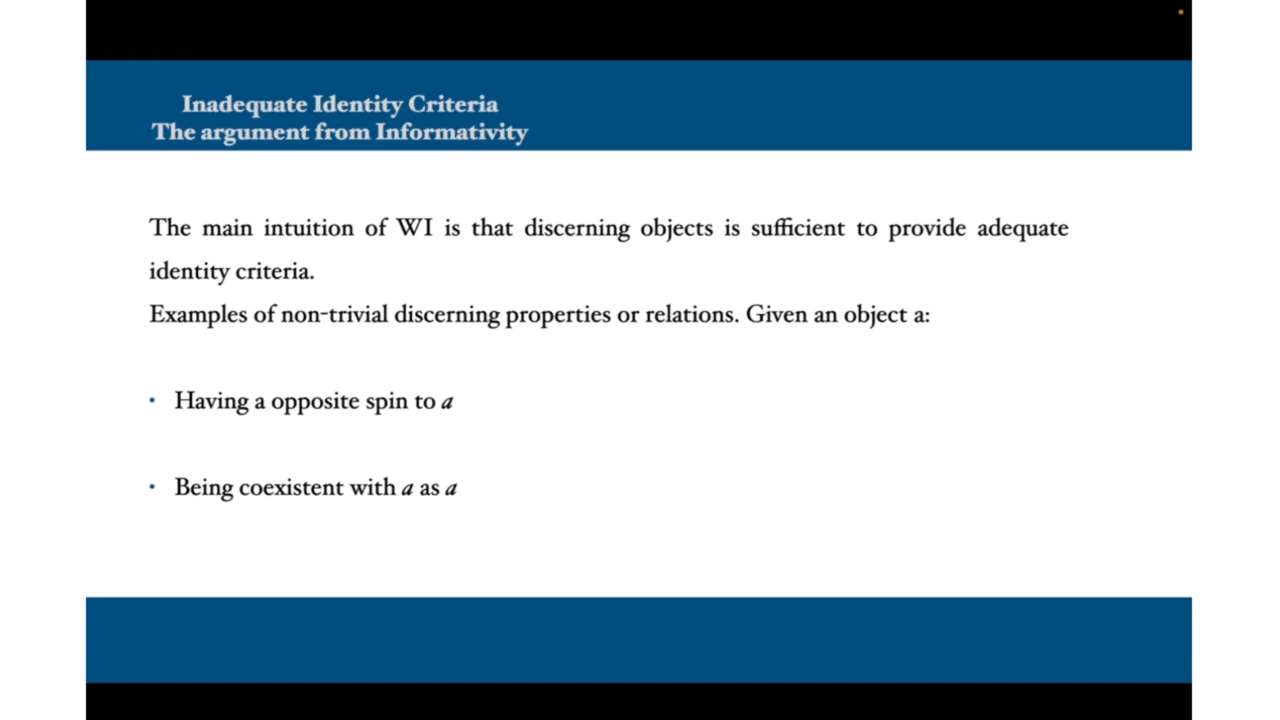 Inadequate Identity Criteria
The argument from Informativity
The main intuition of WI is that discerning objects is sufficient to provide adequate
identity criteria.
Examples of non-trivial discerning properties or relations. Given an object a:
• Having a opposite spin to a
• Being coexistent with a as a